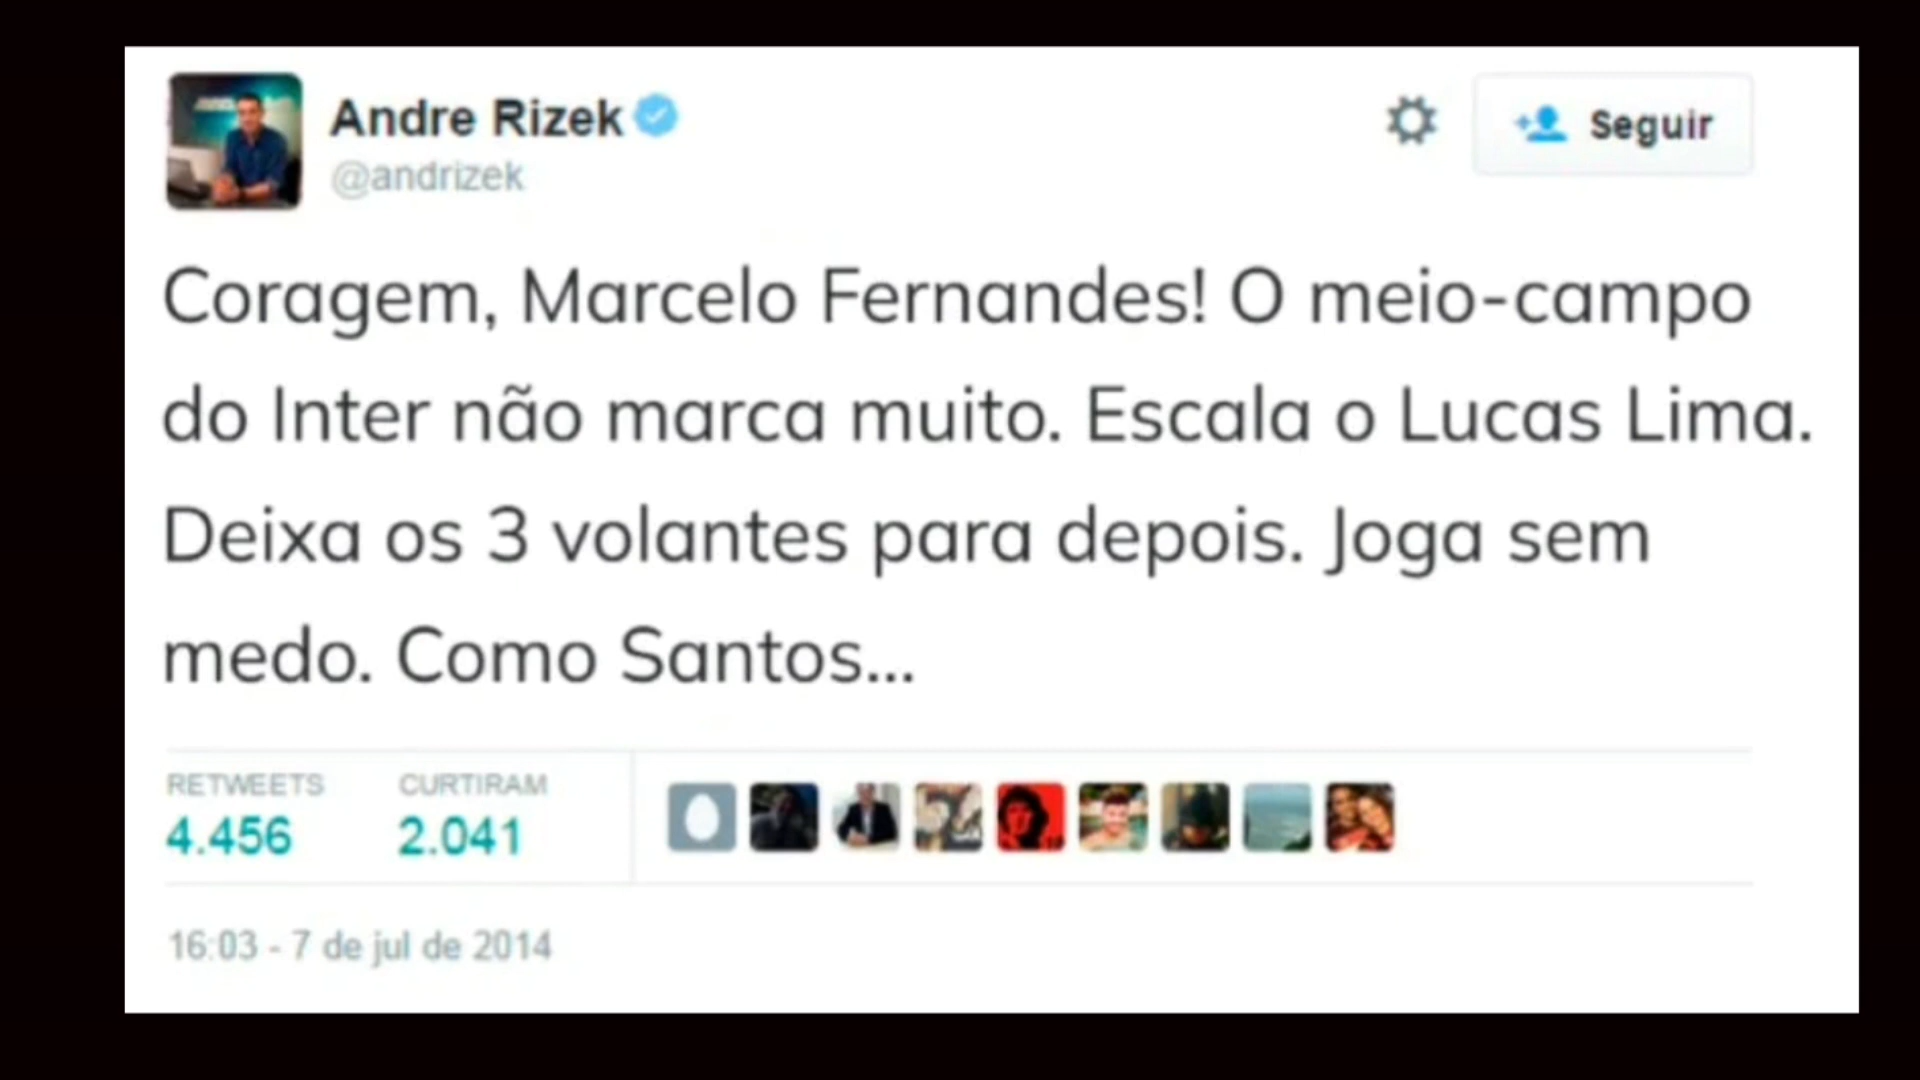 Andre Rizek
@andrizek
Seguir
Coragem, Marcelo Fernandes! O meio-campo
do Inter não marca muito. Escala o Lucas Lima.
Deixa os 3 volantes para depois. Joga sem
medo. Como Santos...
RETWEETS CURTIRAM
4.456 2.041
16:03 - 7 de jul de 2014